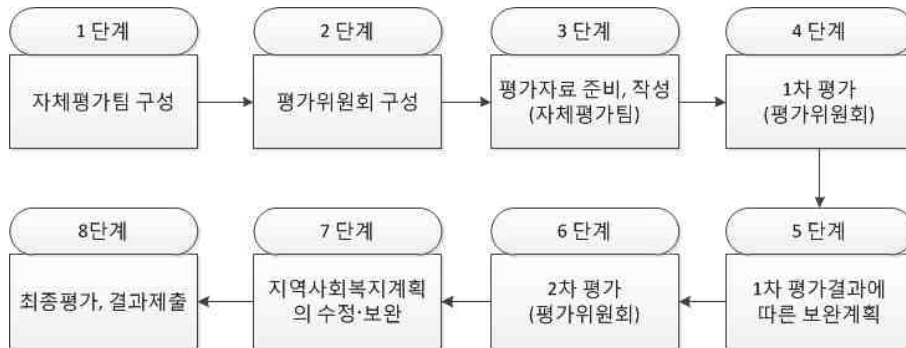 1 단계
자체평가팀 구성
2 단계
평가위원회 구성
3 단계
평가자료 준비, 작성
(자체평가팀)
4 단계
1차 평가
(평가위원회)
5 단계
1차 평가결과에
따른 보완계획
6 단계
2차 평가
(평가위원회)
7 단계
지역사회복지계획
의 수정·보완
8단계
최종평가, 결과제출